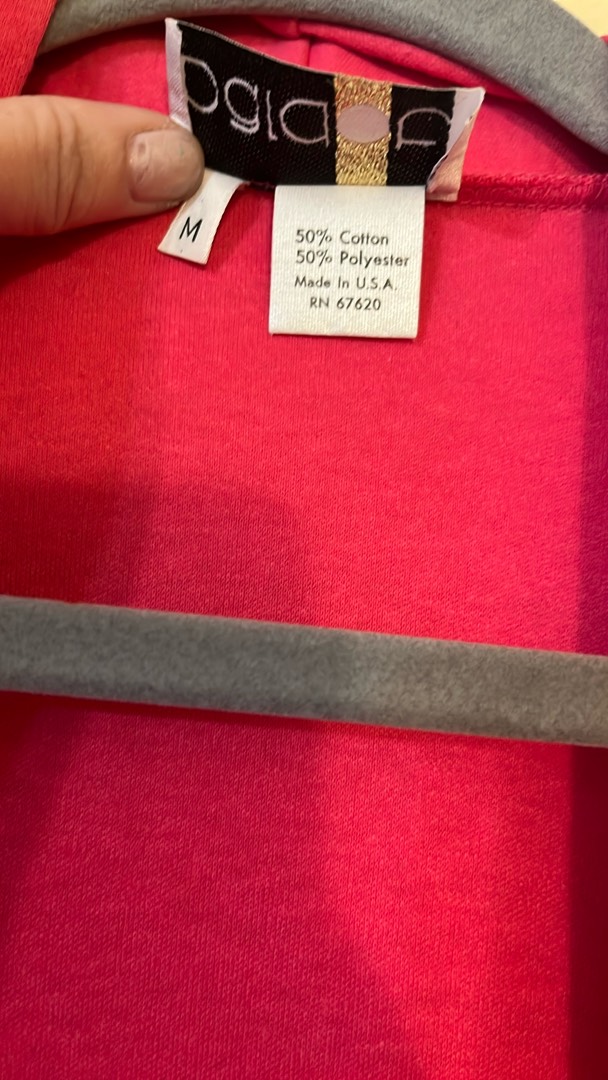 M
50% Cotton
50% Polyester
Made In U.S.A.
RN 67620